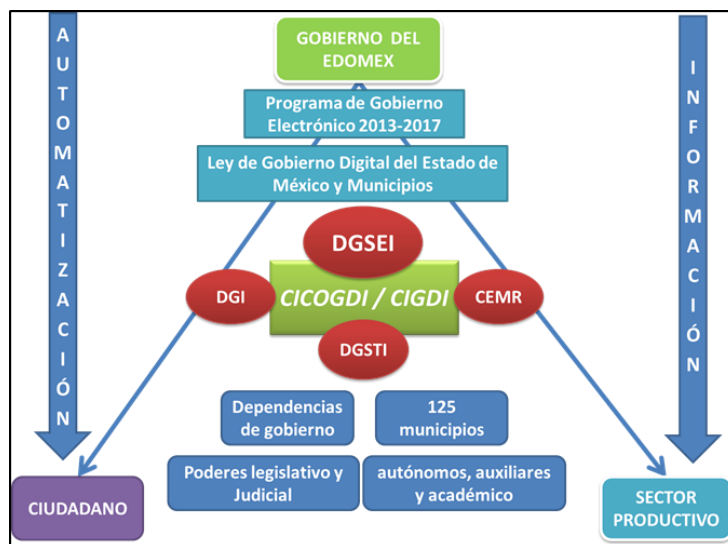 AUTOMATIZACIÓN
GOBIERNO DEL
EDOMEX
INFORMACIÓN
Programa de Gobierno
Electrónico 2013-2017
Ley de Gobierno Digital del Estado de
México y Municipios
DGSEI
DGI
CICOGDI / CIGDI
CEMR
DGSTI
Dependencias
de gobierno
125
municipios
Poderes legislativo y
Judicial
autónomos, auxiliares
y académico
CIUDADANO
SECTOR
PRODUCTIVO